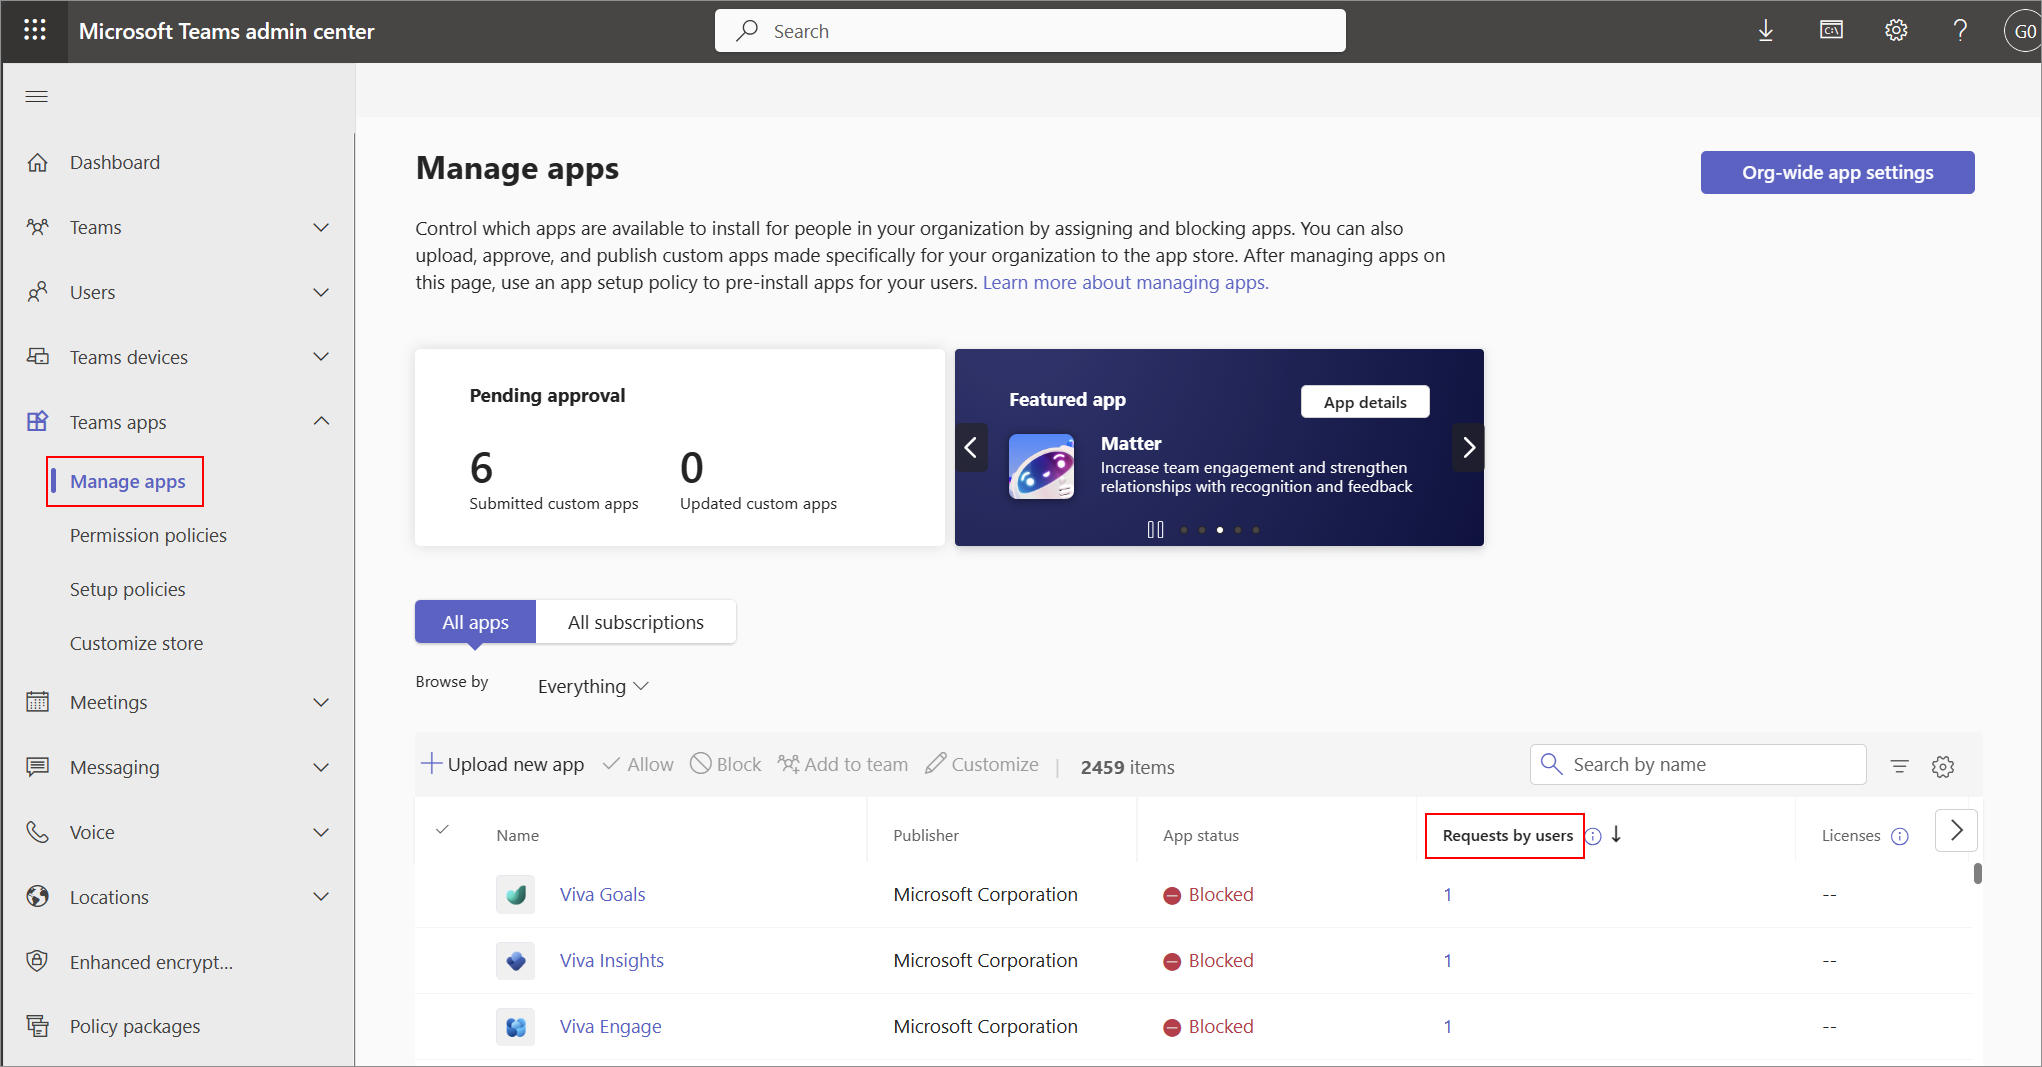 Microsoft Teams admin center
Search
C:\
G0
Dashboard
Teams
Users
Teams devices
Teams apps
Manage apps
Permission policies
Setup policies
Customize store
Meetings
Messaging
Voice
Locations
Enhanced encrypt...
Policy packages
Manage apps
Org-wide app settings
Control which apps are available to install for people in your organization by assigning and blocking apps. You can also
upload, approve, and publish custom apps made specifically for your organization to the app store. After managing apps on
this page, use an app setup policy to pre-install apps for your users. Learn more about managing apps.
Pending approval
6
Submitted custom apps
0
Updated custom apps
Featured app
App details
Matter
Increase team engagement and strengthen
relationships with recognition and feedback
All apps
All subscriptions
Browse by
Everything
Upload new app
Allow
Block
Add to team
Customize
2459 items
Search by name
Name
Publisher
App status
Requests by users
Licenses
Viva Goals
Microsoft Corporation
Blocked
1
--
Viva Insights
Microsoft Corporation
Blocked
1
--
Viva Engage
Microsoft Corporation
Blocked
1
--